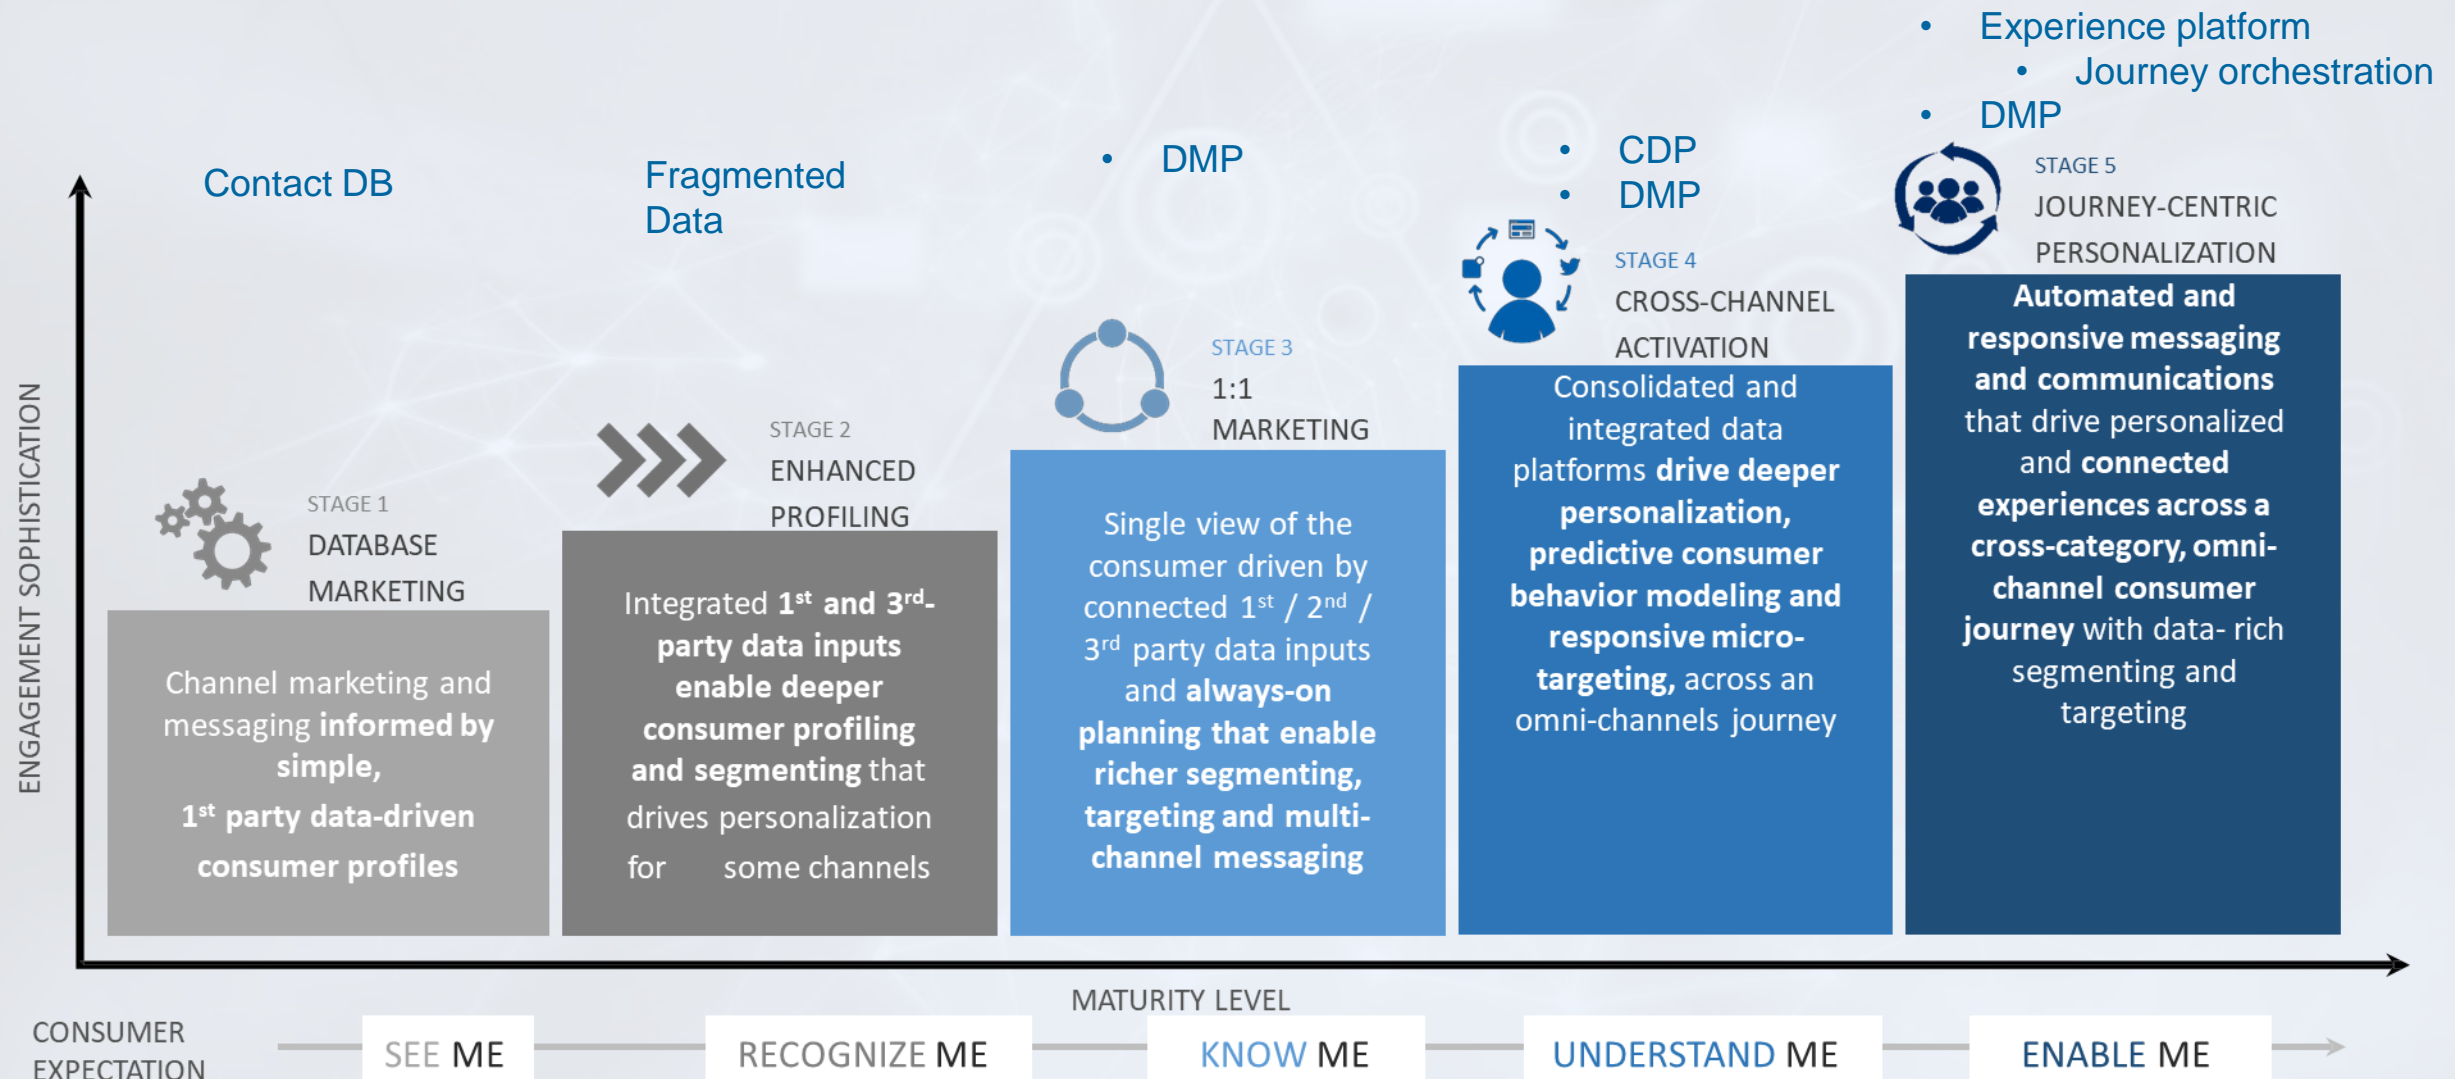 • Experience platform
• Journey orchestration
• DMP
Contact DB
Fragmented
Data
• DMP
• CDP
• DMP
ENGAGEMENT SOPHISTICATION
STAGE 1
DATABASE
MARKETING
Channel marketing and
messaging informed by
simple,
1st party data-driven
consumer profiles
STAGE 2
ENHANCED
PROFILING
Integrated 1st and 3rd-
party data inputs
enable deeper
consumer profiling
and segmenting that
drives personalization
for some channels
STAGE 3
1:1
MARKETING
Single view of the
consumer driven by
connected 1st / 2nd /
3rd party data inputs
and always-on
planning that enable
richer segmenting,
targeting and multi-
channel messaging
STAGE 4
CROSS-CHANNEL
ACTIVATION
Consolidated and
integrated data
platforms drive deeper
personalization,
predictive consumer
behavior modeling and
responsive micro-
targeting, across an
omni-channels journey
STAGE 5
JOURNEY-CENTRIC
PERSONALIZATION
Automated and
responsive messaging
and communications
that drive personalized
and connected
experiences across a
cross-category, omni-
channel consumer
journey with data- rich
segmenting and
targeting
MATURITY LEVEL
CONSUMER
EXPECTATION
SEE ME
RECOGNIZE ME
KNOW ME
UNDERSTAND ME
ENABLE ME